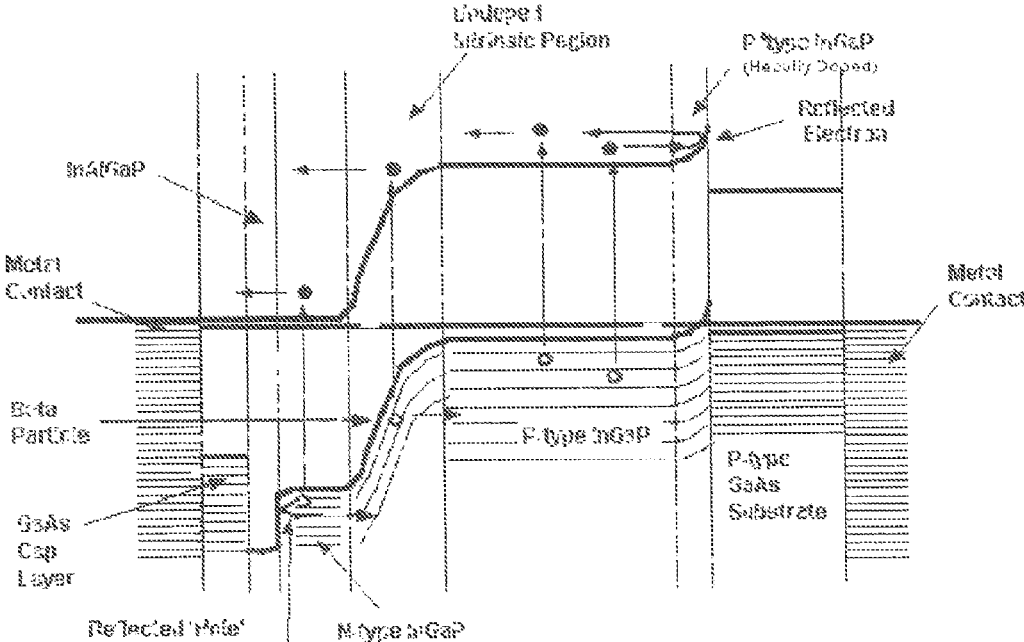 Undoped
Intrinsic Region
P⁺type InGaP
(Heavily Doped)
Reflected
Electron
InAlGaP
Metal
Contact
Metal
Contact
Beta
Particle
P-type InGaP
P-type
GaAs
Substrate
GaAs
Cap
Layer
Reflected 'Hole'
N-type InGaP